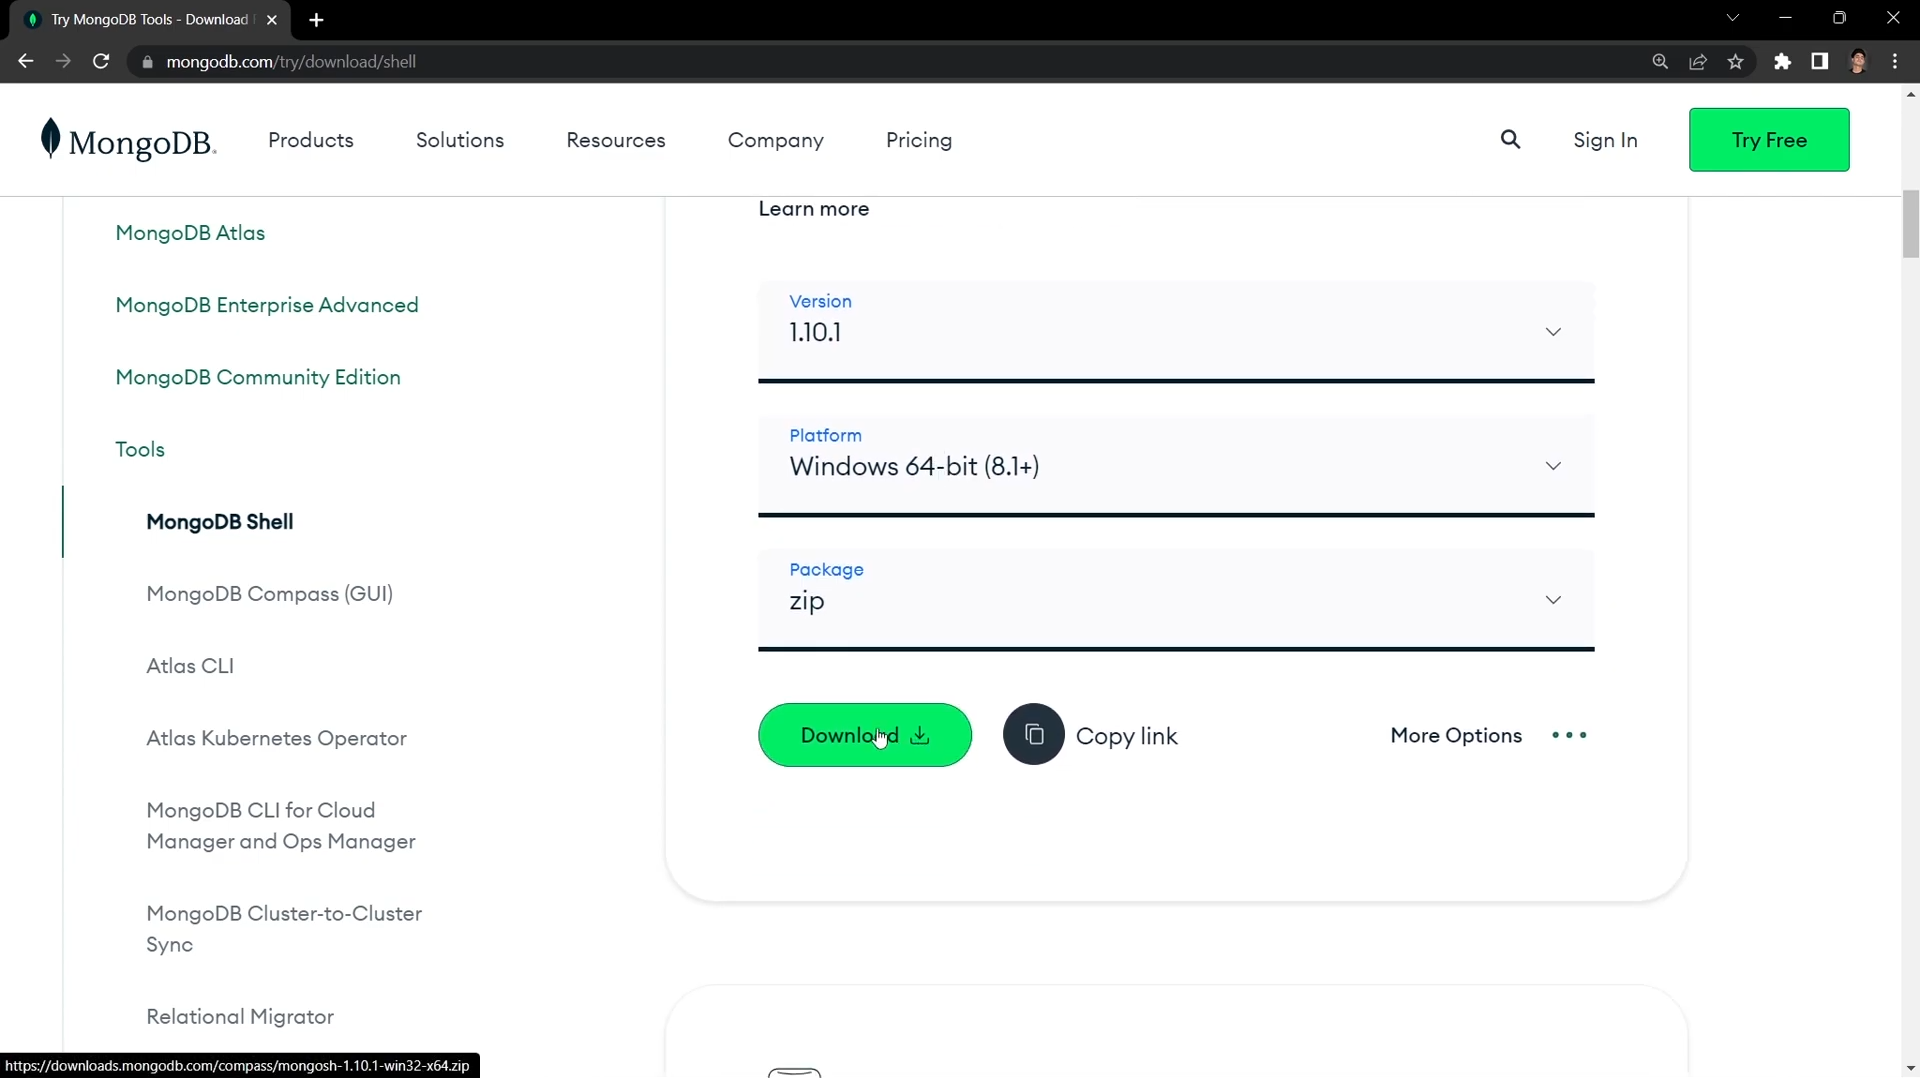 Try MongoDB Tools - Download
mongodb.com/try/download/shell
MongoDB.
Products
Solutions
Resources
Company
Pricing
Sign In
Try Free
MongoDB Atlas
MongoDB Enterprise Advanced
MongoDB Community Edition
Tools
MongoDB Shell
MongoDB Compass (GUI)
Atlas CLI
Atlas Kubernetes Operator
MongoDB CLI for Cloud
Manager and Ops Manager
MongoDB Cluster-to-Cluster
Sync
Relational Migrator
Learn more
Version
1.10.1
Platform
Windows 64-bit (8.1+)
Package
zip
Download
Copy link
More Options
https://downloads.mongodb.com/compass/mongosh-1.10.1-win32-x64.zip